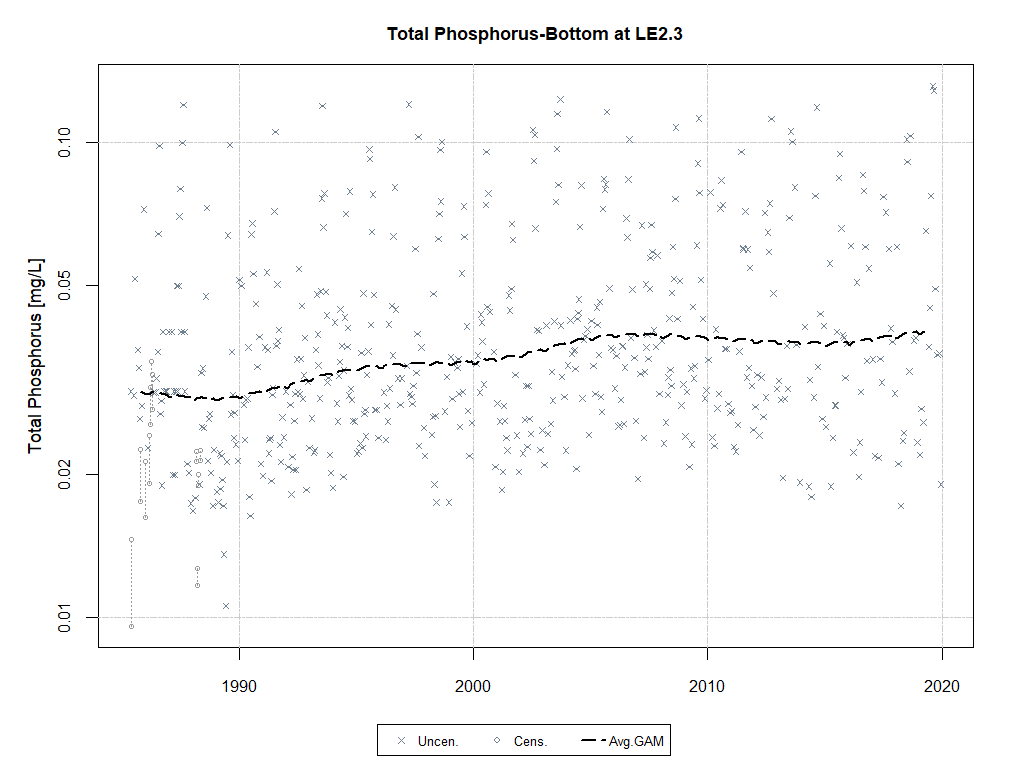 Total Phosphorus-Bottom at LE2.3
Total Phosphorus [mg/L]
0.10
0.05
0.02
0.01
1990 2000 2010 2020
Uncen. Cens. Avg.GAM